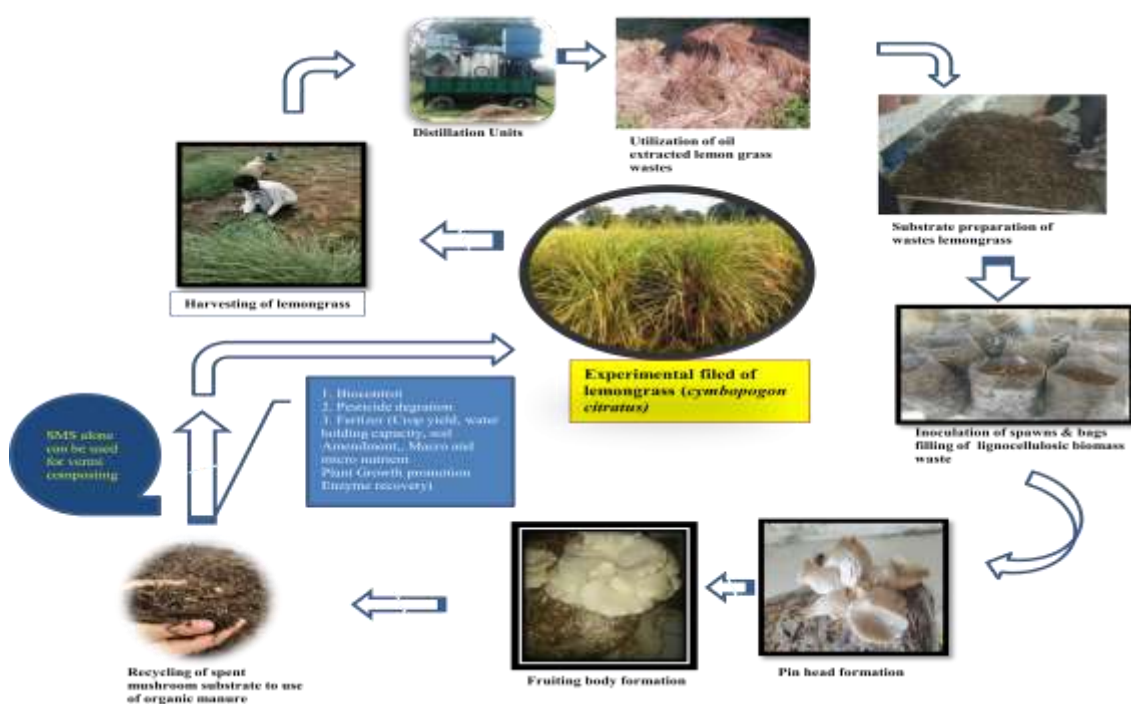 Distillation Units
Utilization of oil
extracted lemon grass
wastes
Substrate preparation of
wastes lemongrass
Harvesting of lemongrass
Experimental filed of
lemongrass (cymbopogon
citratus)
Inoculation of spawns & bags
filling of lignocellulosic biomass
waste
1. Biocontrol
2. Pesticide degration
3. Fertizer (Crop yield, water
holding capacity, soil
Amendment,, Macro and
micro nutrient
Plant Growth promotion
Enzyme recovery)
SMS alone
can be used
for vermi
composting
Pin head formation
Fruiting body formation
Recycling of spent
mushroom substrate to use
of organic manure